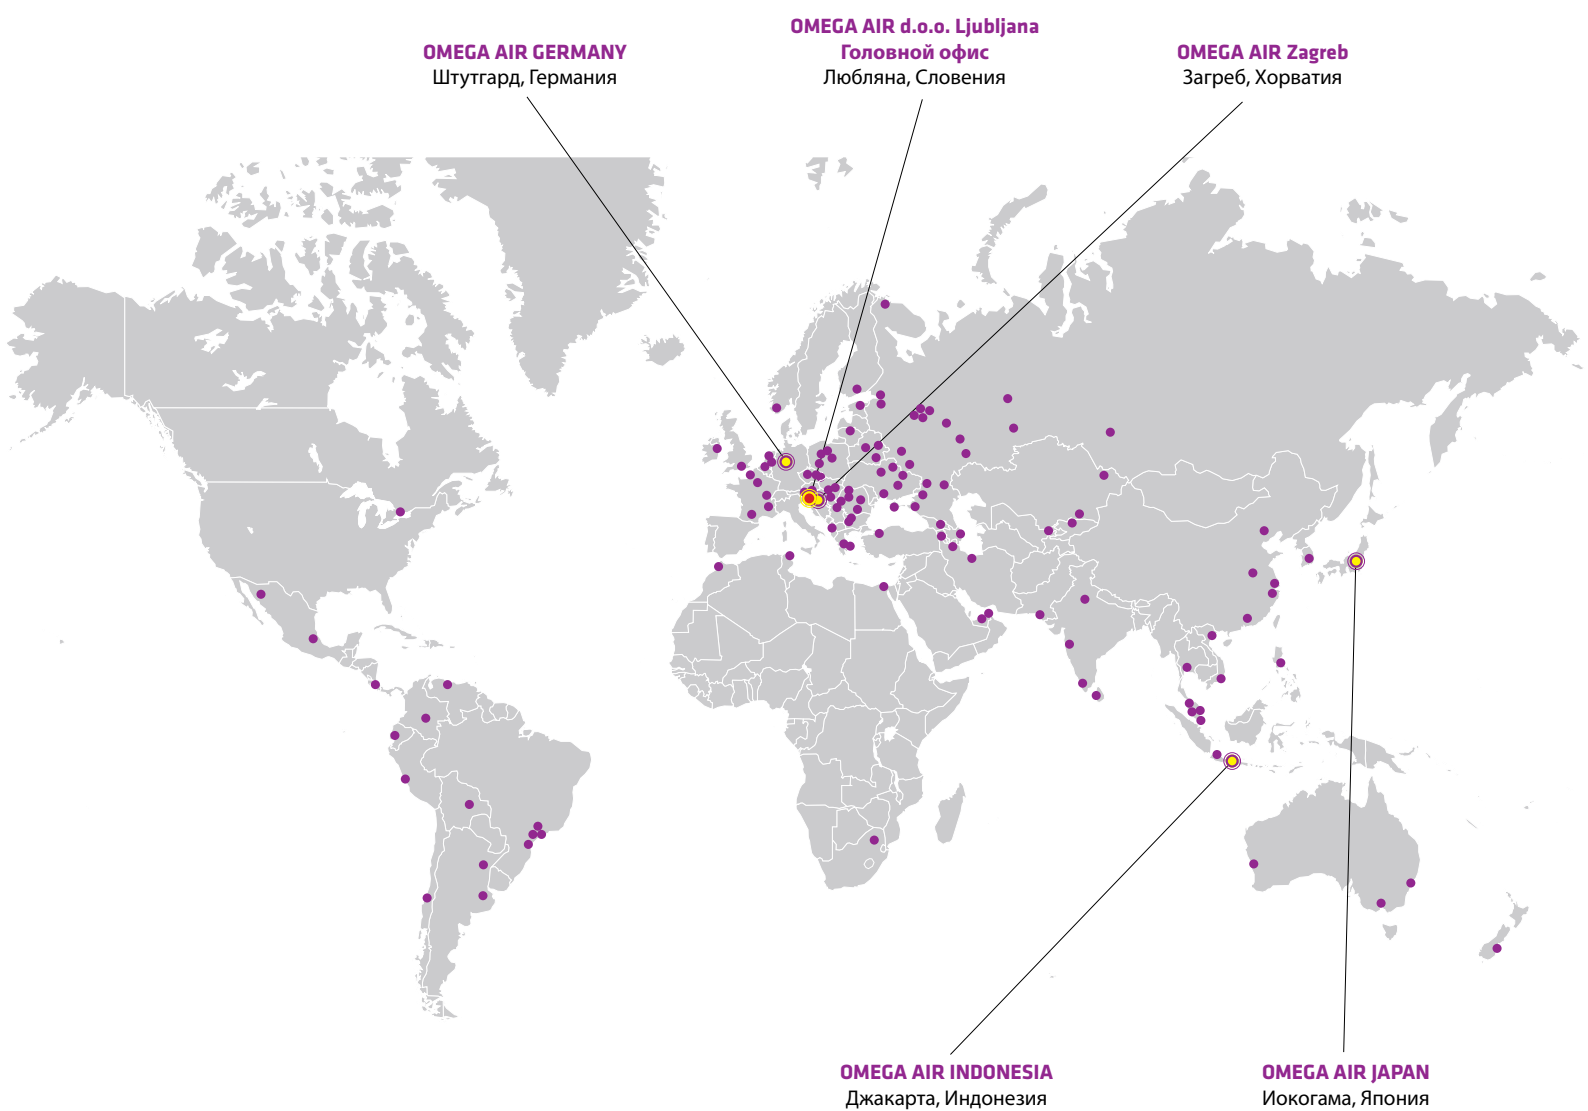 OMEGA AIR GERMANY
Штутгард, Германия
OMEGA AIR d.o.o. Ljubljana
Головной офис
Любляна, Словения
OMEGA AIR Zagreb
Загреб, Хорватия
OMEGA AIR INDONESIA
Джакарта, Индонезия
OMEGA AIR JAPAN
Иокогама, Япония